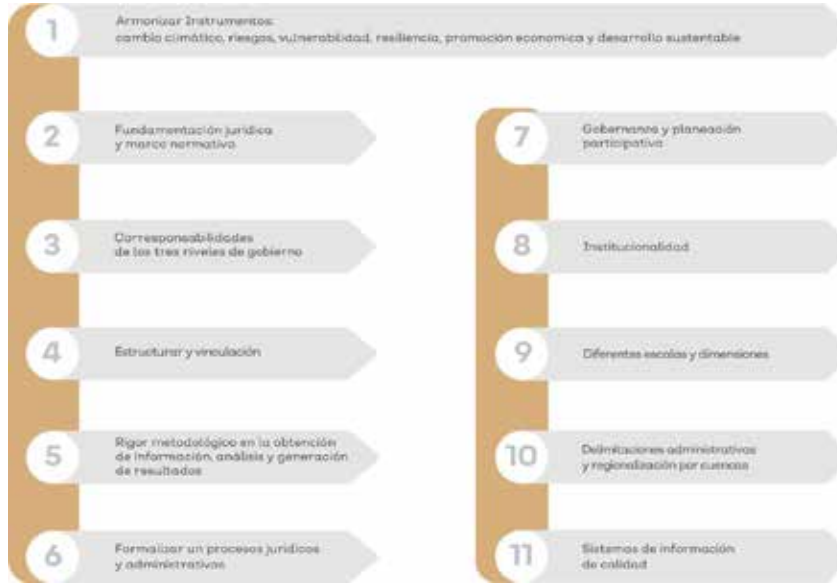 1
Armonizar Instrumentos:
cambio climático, riesgos, vulnerabilidad, resiliencia, promoción economica y desarrollo sustentable
2
Fundamentación jurídica
y marco normativo
3
Corresponsabilidades
de los tres niveles de gobierno
4
Estructurar y vinculación
5
Rigor metodológico en la obtención
de información, análisis y generación
de resultados
6
Formalizar un procesos jurídicos
y administrativos
7
Gobernanza y planeación
participativa
8
Institucionalidad
9
Diferentes escalas y dimensiones
10
Delimitaciones administrativas
y regionalización por cuencas
11
Sistemas de información
de calidad